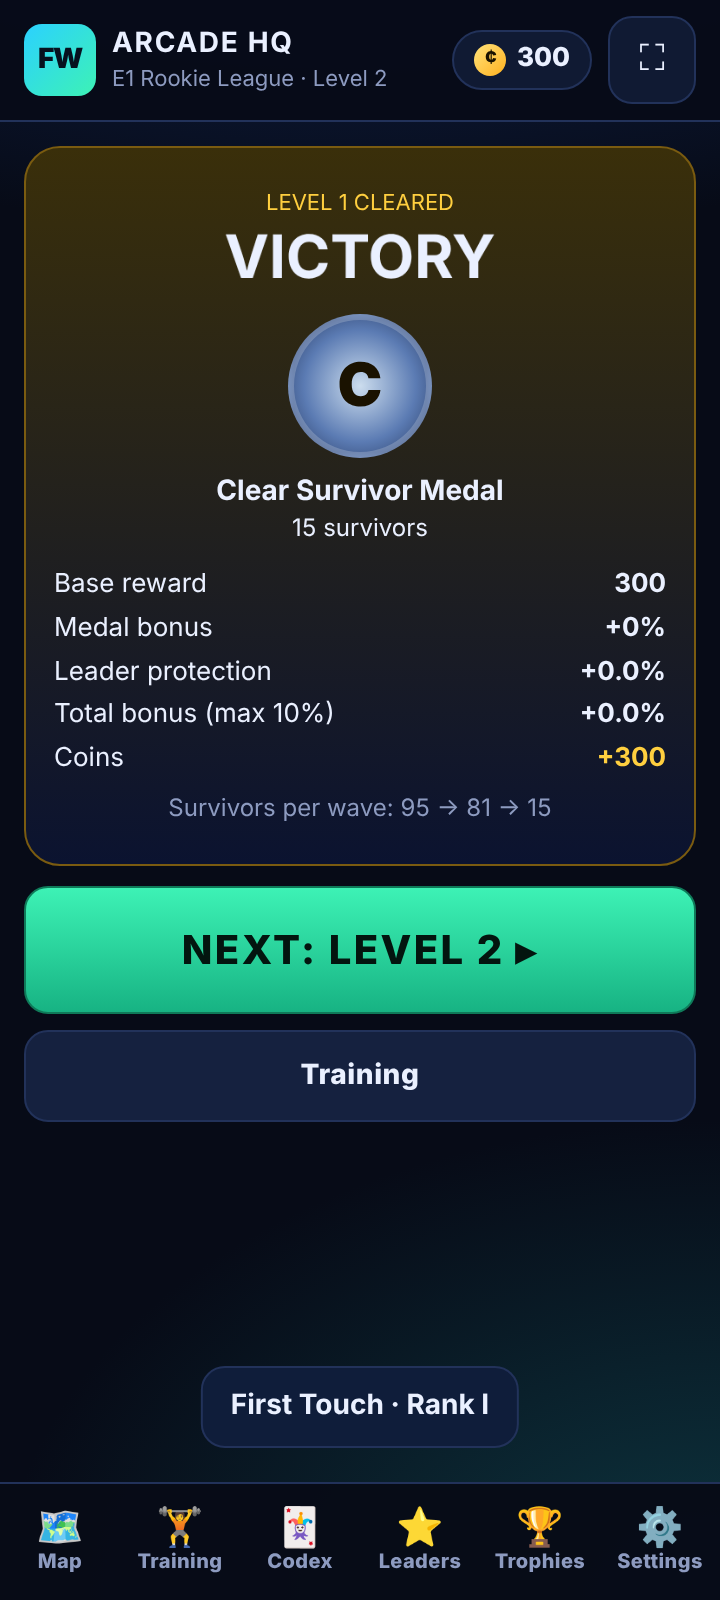 FW
ARCADE HQ
E1 Rookie League · Level 2
¢ 300
LEVEL 1 CLEARED
VICTORY
C
Clear Survivor Medal
15 survivors
Base reward 300
Medal bonus +0%
Leader protection +0.0%
Total bonus (max 10%) +0.0%
Coins +300
Survivors per wave: 95 → 81 → 15
NEXT: LEVEL 2 ▸
Training
First Touch · Rank I
Map Training Codex Leaders Trophies Settings